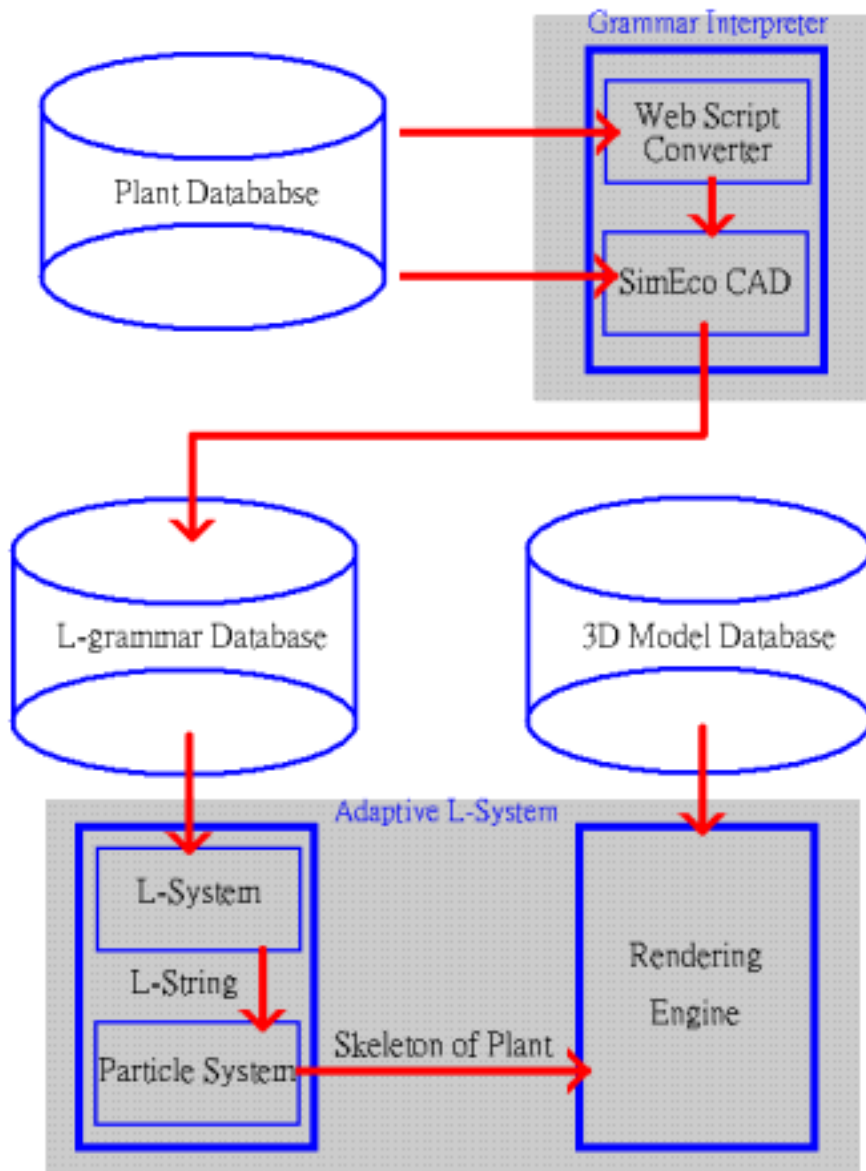 Grammar Interpreter
Web Script
Converter
Plant Datababse
SimEco CAD
L-grammar Database
3D Model Database
Adaptive L-System
L-System
L-String
Rendering
Engine
Skeleton of Plant
Particle System